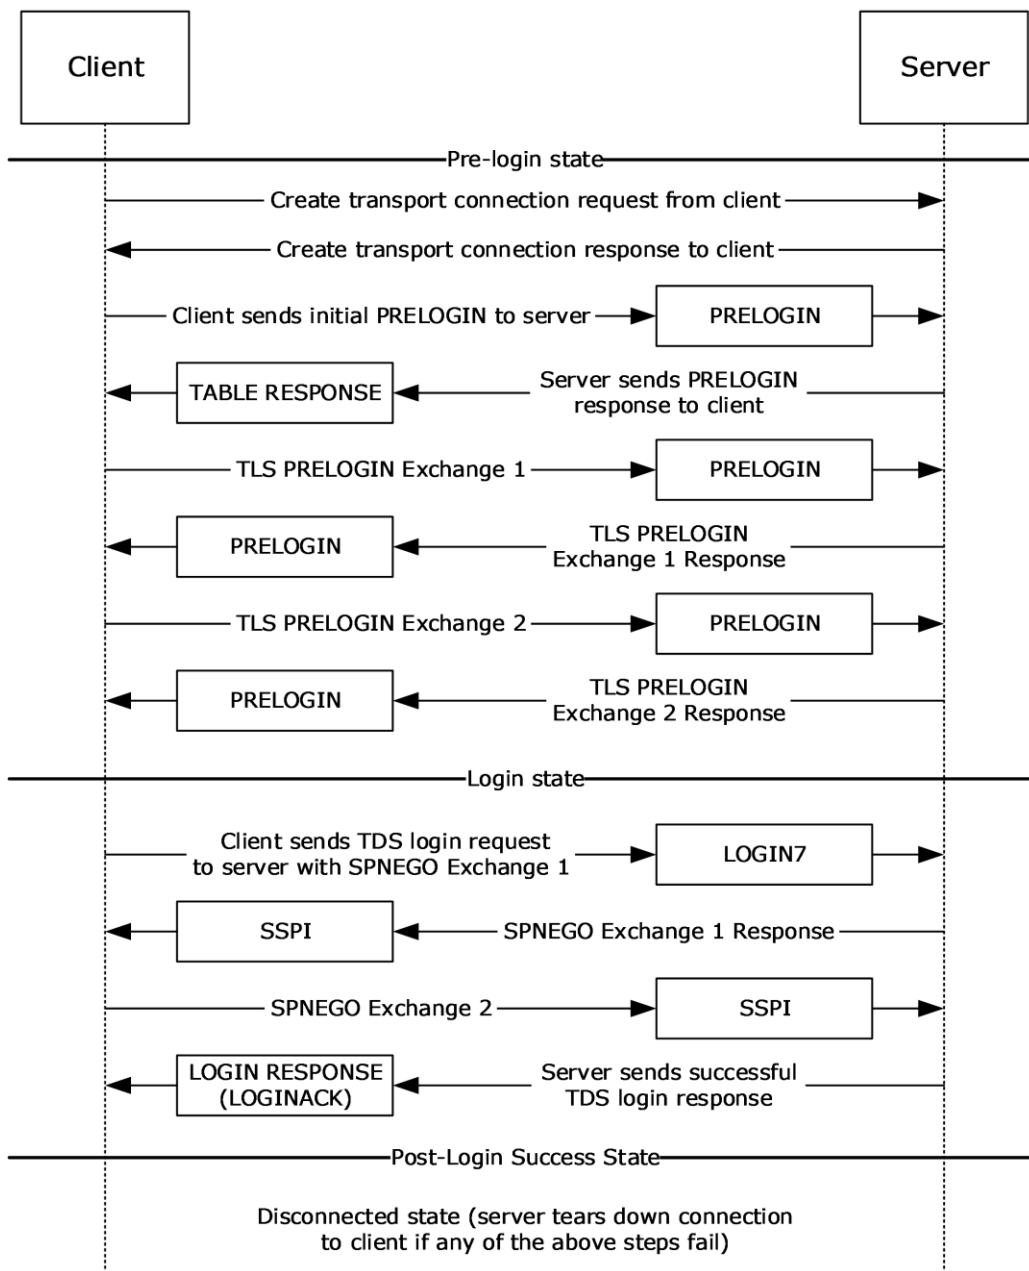 Client
Server
Pre-login state
Create transport connection request from client
Create transport connection response to client
Client sends initial PRELOGIN to server
PRELOGIN
TABLE RESPONSE
Server sends PRELOGIN
response to client
TLS PRELOGIN Exchange 1
PRELOGIN
PRELOGIN
TLS PRELOGIN
Exchange 1 Response
TLS PRELOGIN Exchange 2
PRELOGIN
PRELOGIN
TLS PRELOGIN
Exchange 2 Response
Login state
Client sends TDS login request
to server with SPNEGO Exchange 1
LOGIN7
SSPI
SPNEGO Exchange 1 Response
SPNEGO Exchange 2
SSPI
LOGIN RESPONSE
(LOGINACK)
Server sends successful
TDS login response
Post-Login Success State
Disconnected state (server tears down connection
to client if any of the above steps fail)